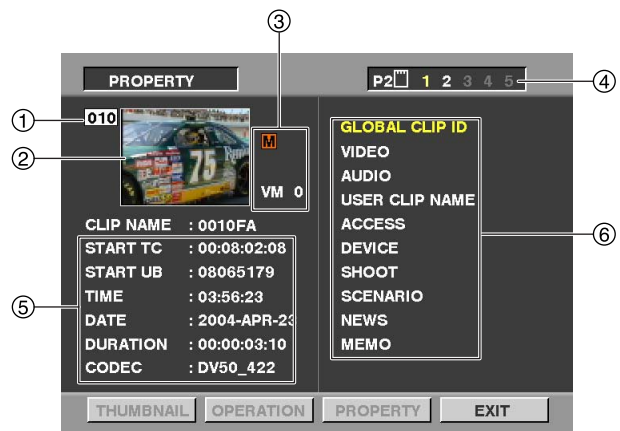 ③
PROPERTY
P2 1 2 3 4 5
④
①
010
②
75
M
VM 0
GLOBAL CLIP ID
VIDEO
AUDIO
USER CLIP NAME
ACCESS
DEVICE
SHOOT
SCENARIO
NEWS
MEMO
⑥
CLIP NAME : 0010FA
⑤
START TC : 00:08:02:08
START UB : 08065179
TIME : 03:56:23
DATE : 2004-APR-23
DURATION : 00:00:03:10
CODEC : DV50_422
THUMBNAIL OPERATION PROPERTY EXIT